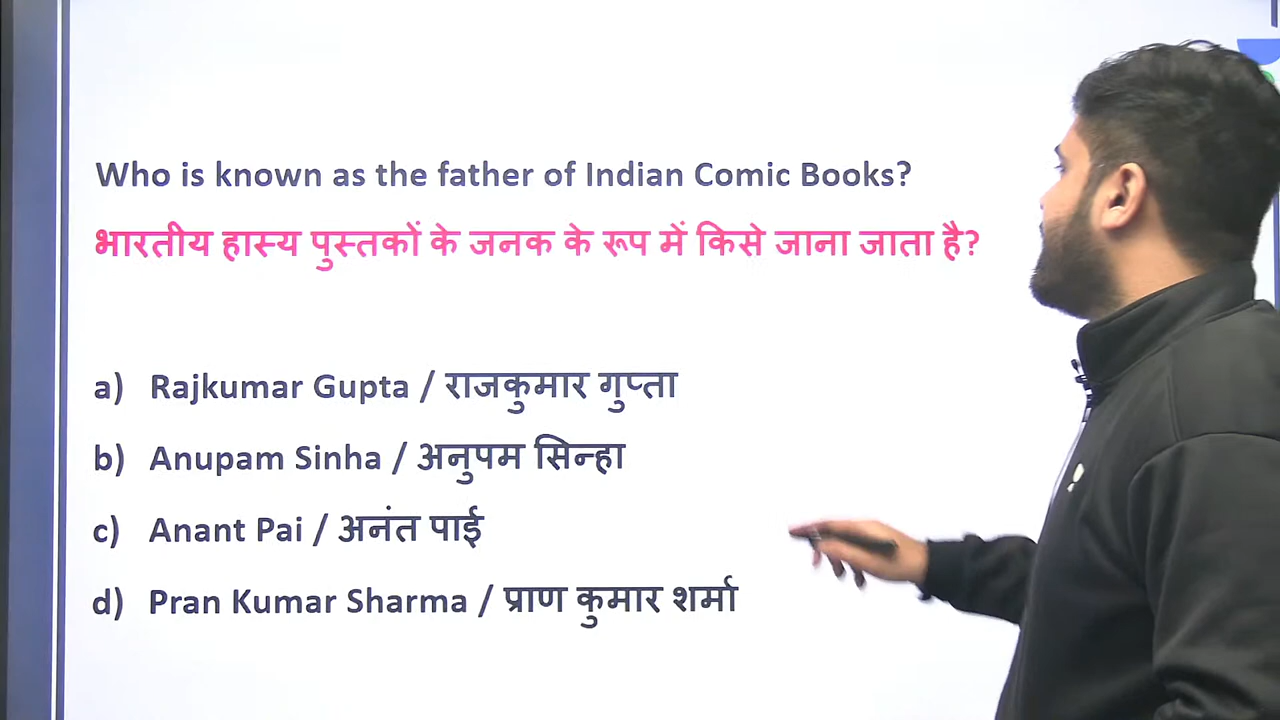 Who is known as the father of Indian Comic Books?
भारतीय हास्य पुस्तकों के जनक के रूप में किसे जाना जाता है?
a) Rajkumar Gupta / राजकुमार गुप्ता
b) Anupam Sinha / अनुपम सिन्हा
c) Anant Pai / अनंत पाई
d) Pran Kumar Sharma / प्राण कुमार शर्मा